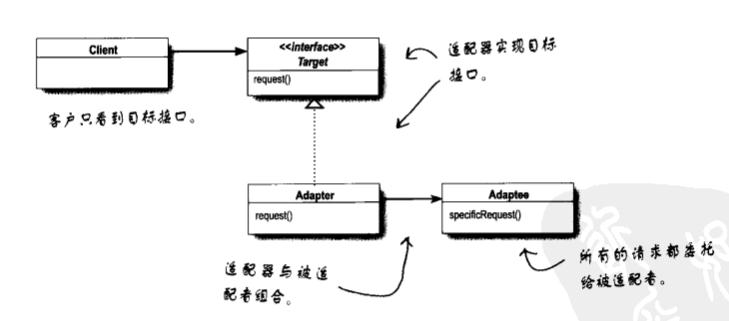 Client
<<interface>>
Target
request()
适配器实现目标
接口。
客户只看到目标接口。
Adapter
request()
Adaptee
specificRequest()
适配器与被适
配者组合。
所有的请求都委托
给被适配者。